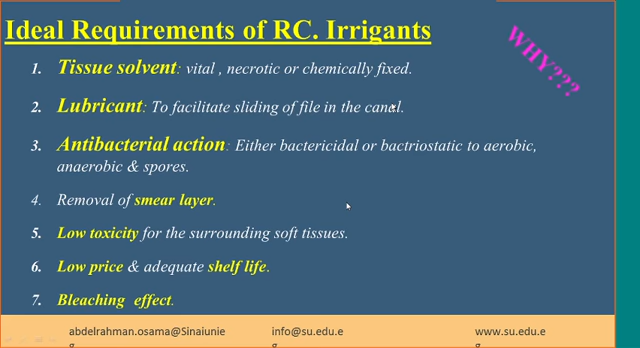 Ideal Requirements of RC. Irrigants
WHY???
1. Tissue solvent: vital , necrotic or chemically fixed.
2. Lubricant: To facilitate sliding of file in the canal.
3. Antibacterial action: Either bactericidal or bactriostatic to aerobic,
anaerobic & spores.
4. Removal of smear layer.
5. Low toxicity for the surrounding soft tissues.
6. Low price & adequate shelf life.
7. Bleaching effect.
abdelrahman.osama@Sinaiunie info@su.edu.e www.su.edu.e
g g g